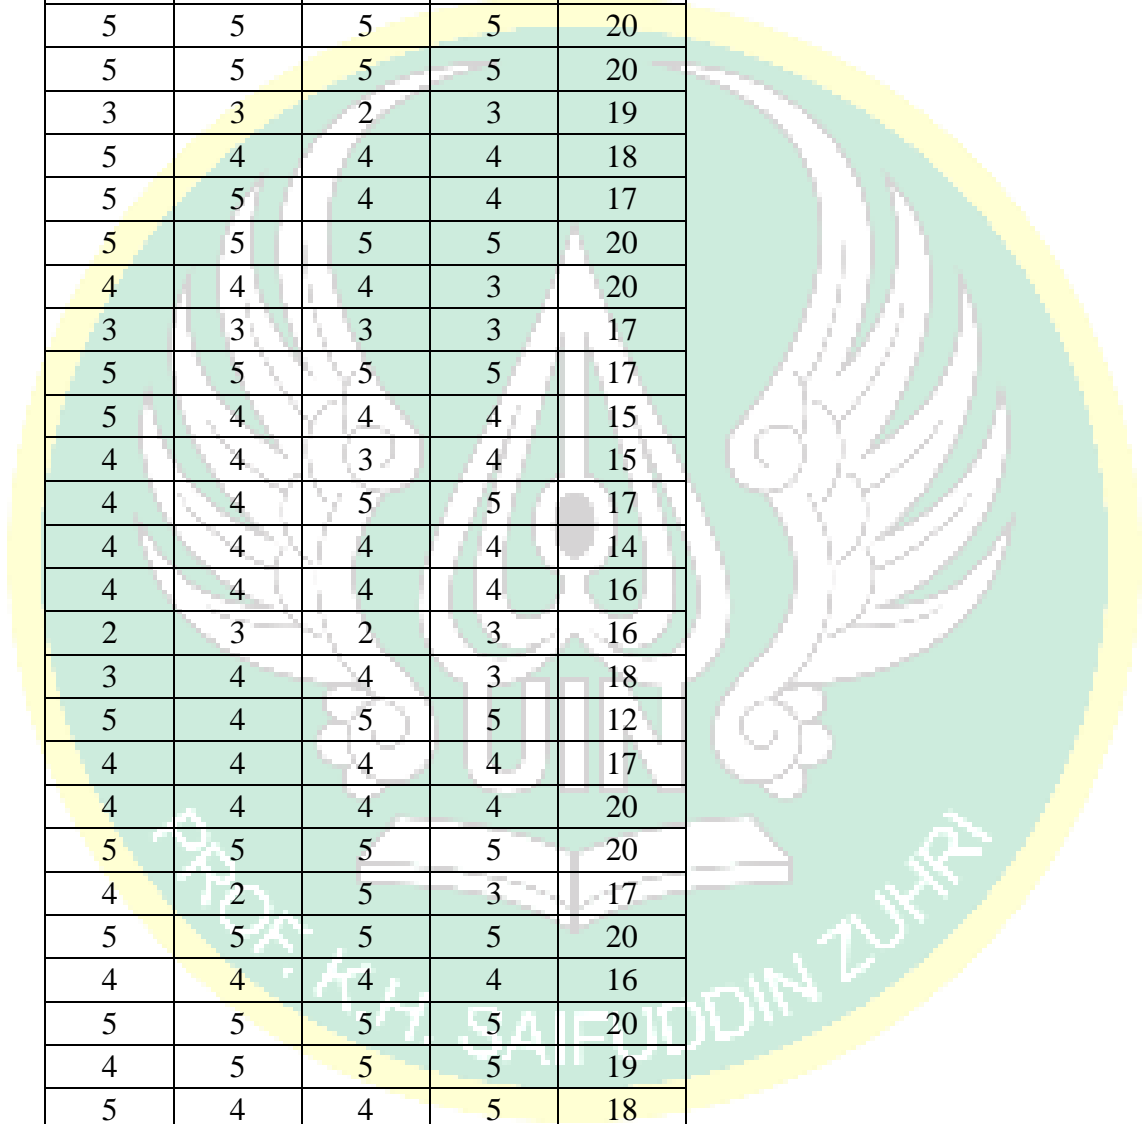 5 5 5 5 20
5 5 5 5 20
3 3 2 3 19
5 4 4 4 18
5 5 4 4 17
5 5 5 5 20
4 4 4 3 20
3 3 3 3 17
5 5 5 5 17
5 4 4 4 15
4 4 3 4 15
4 4 5 5 17
4 4 4 4 14
4 4 4 4 16
2 3 2 3 16
3 4 4 3 18
5 4 5 5 12
4 4 4 4 17
4 4 4 4 20
5 5 5 5 20
4 2 5 3 17
5 5 5 5 20
4 4 4 4 16
5 5 5 5 20
4 5 5 5 19
5 4 4 5 18
UIN
PROF. K.H. SAIFUDDIN ZUHRI